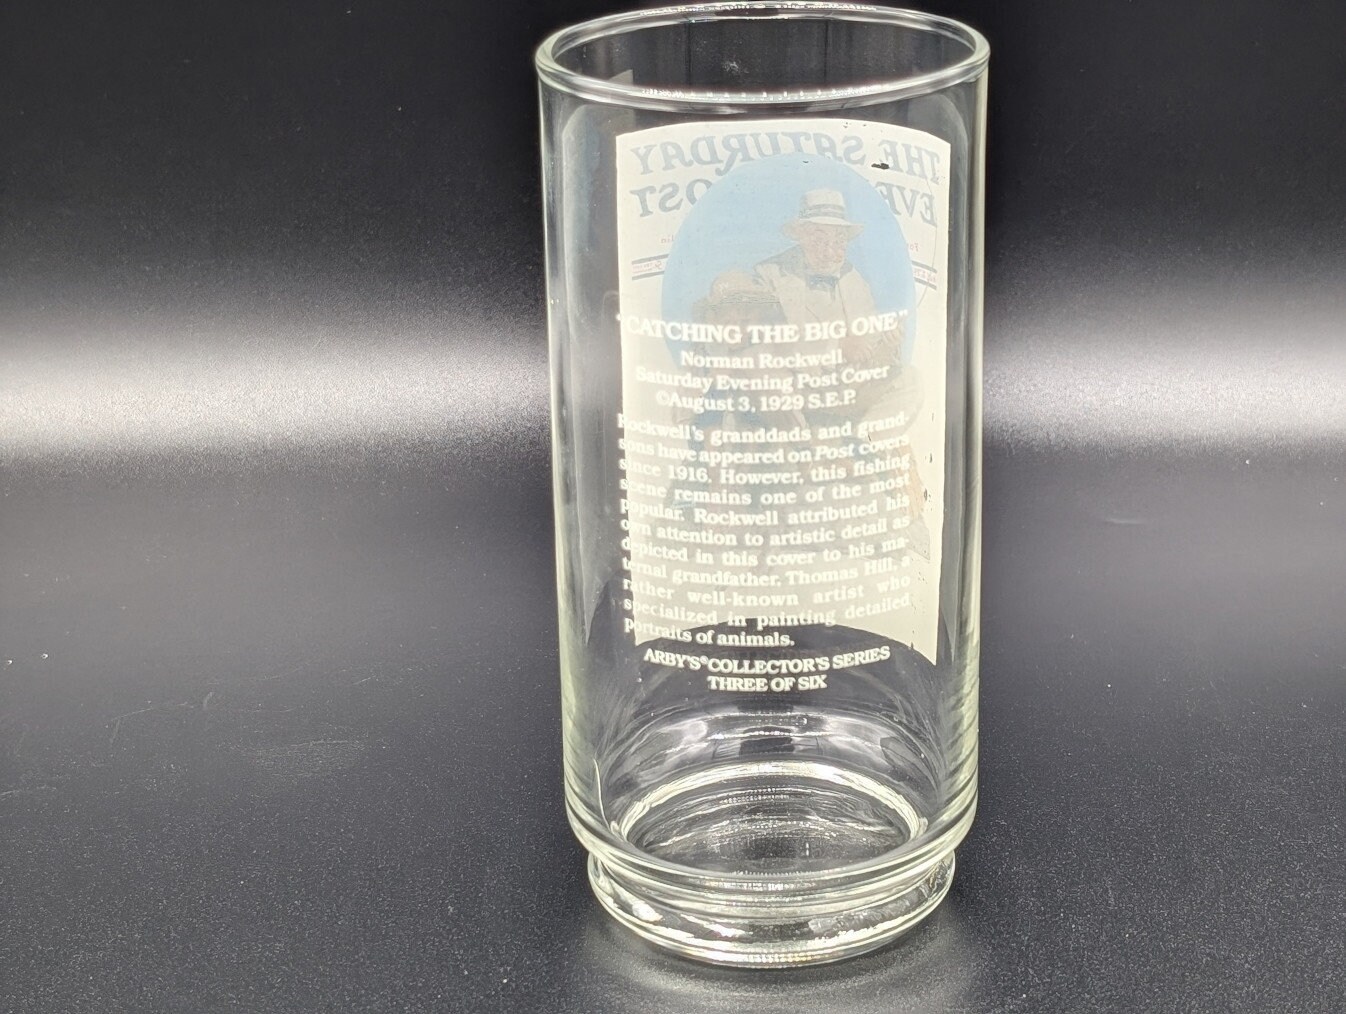 THE SATURDAY
EVE OST
"CATCHING THE BIG ONE"
Norman Rockwell
Saturday Evening Post Cover
©August 3, 1929 S.E.P.
Rockwell's granddads and grand-
sons have appeared on Post covers
since 1916. However, this fishing
scene remains one of the most
popular. Rockwell attributed his
own attention to artistic detail as
depicted in this cover to his ma-
ternal grandfather, Thomas Hill, a
rather well-known artist who
specialized in painting detailed
portraits of animals.
ARBY'S® COLLECTOR'S SERIES
THREE OF SIX